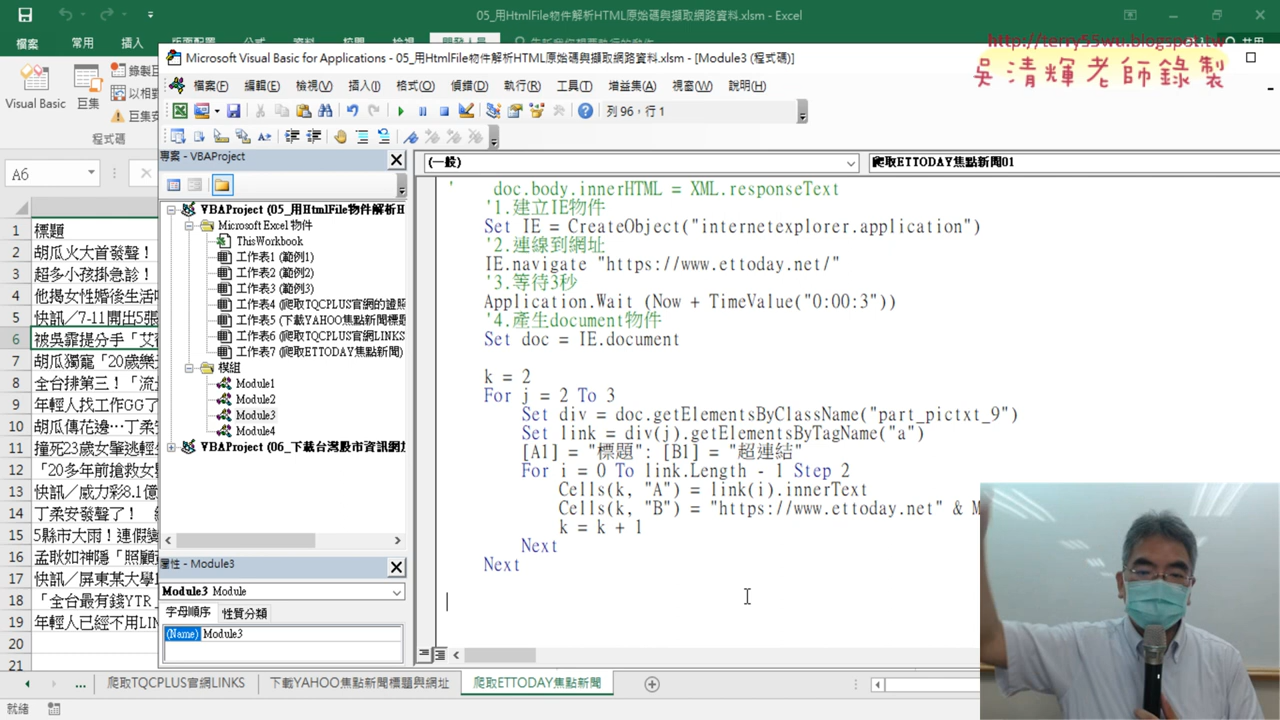 05_用HtmlFile物件解析HTML原始碼與擷取網路資料.xlsm - Excel
檔案 常用 插入
http://terry55wu.blogspot.tw
吳清輝老師錄製
Visual Basic 巨集
程式碼
A6
Microsoft Visual Basic for Applications - 05_用HtmlFile物件解析HTML原始碼與擷取網路資料.xlsm - [Module3 (程式碼)]
檔案(F) 編輯(E) 檢視(V) 插入(I) 格式(O) 偵錯(D) 執行(R) 工具(T) 增益集(A) 視窗(W) 說明(H)
列 96，行 1
專案 - VBAProject
VBAProject (05_用HtmlFile物件解析H
Microsoft Excel 物件
ThisWorkbook
工作表1 (範例1)
工作表2 (範例2)
工作表3 (範例3)
工作表4 (爬取TQCPLUS官網的證照
工作表5 (下載YAHOO焦點新聞標題
工作表6 (爬取TQCPLUS官網LINKS
工作表7 (爬取ETTODAY焦點新聞)
模組
Module1
Module2
Module3
Module4
VBAProject (06_下載台灣股市資訊網
屬性 - Module3
Module3 Module
字母順序 性質分類
(Name) Module3
(一般) 爬取ETTODAY焦點新聞01
' doc.body.innerHTML = XML.responseText
'1.建立IE物件
Set IE = CreateObject("internetexplorer.application")
'2.連線到網址
IE.navigate "https://www.ettoday.net/"
'3.等待3秒
Application.Wait (Now + TimeValue("0:00:3"))
'4.產生document物件
Set doc = IE.document
k = 2
For j = 2 To 3
Set div = doc.getElementsByClassName("part_pictxt_9")
Set link = div(j).getElementsByTagName("a")
[A1] = "標題": [B1] = "超連結"
For i = 0 To link.Length - 1 Step 2
Cells(k, "A") = link(i).innerText
Cells(k, "B") = "https://www.ettoday.net" & M
k = k + 1
Next
Next
1 標題
2 胡瓜火大首發聲！
3 超多小孩掛急診！
4 他揭女性婚後生活
5 快訊／7-11開出5張
6 被吳霏提分手「艾
7 胡瓜獨寵「20歲樂
8 全台排第三！「流
9 年輕人找工作GG了
10 胡瓜傳花邊…丁柔
11 撞死23歲女肇逃輕
12 「20多年前搶救女
13 快訊／威力彩8.1億
14 丁柔安發聲了！
15 5縣市大雨！連假變
16 孟耿如神隱「照顧
17 快訊／屏東某大學
18 「全台最有錢YTR
19 年輕人已經不用LIN
20
21
... 爬取TQCPLUS官網LINKS 下載YAHOO焦點新聞標題與網址 爬取ETTODAY焦點新聞
就緒